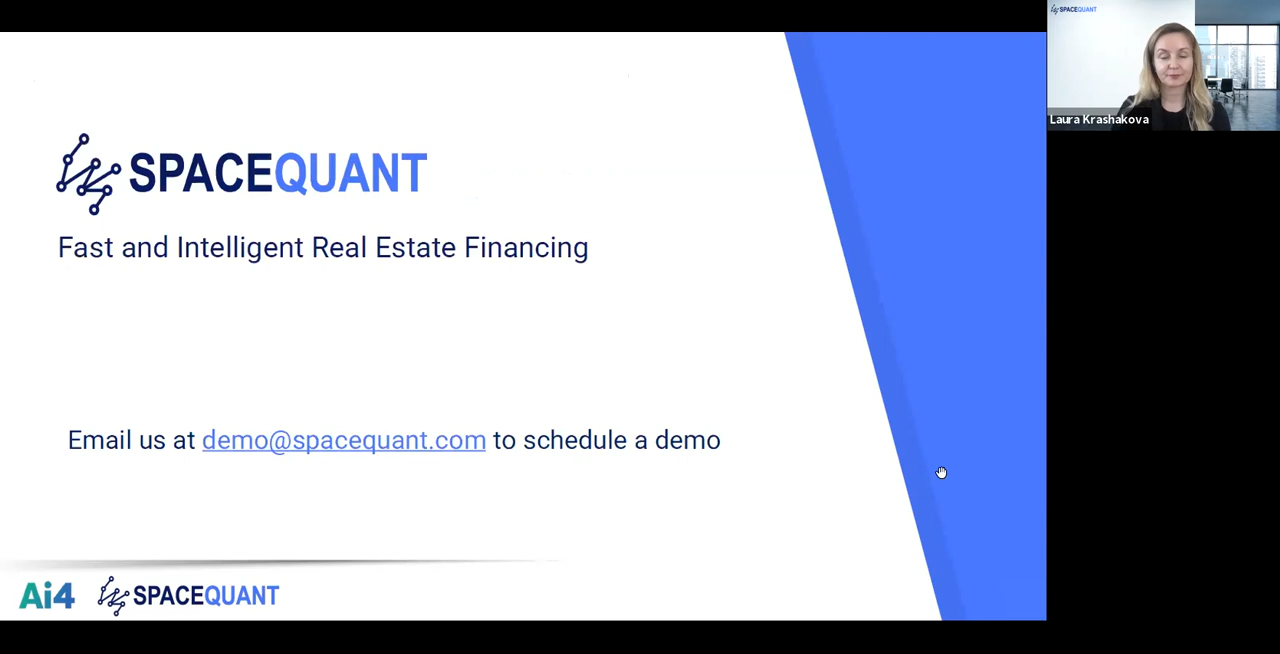 SPACEQUANT
Laura Krashakova
SPACEQUANT
Fast and Intelligent Real Estate Financing
Email us at demo@spacequant.com to schedule a demo
Ai4 SPACEQUANT